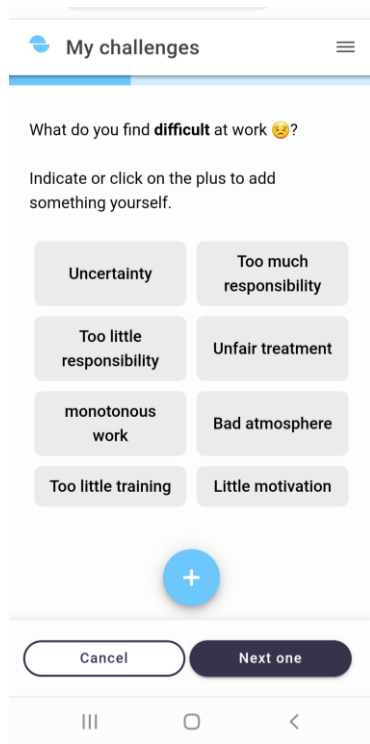 My challenges
What do you find difficult at work 😣?
Indicate or click on the plus to add
something yourself.
Uncertainty
Too much
responsibility
Too little
responsibility
Unfair treatment
monotonous
work
Bad atmosphere
Too little training
Little motivation
+
Cancel
Next one